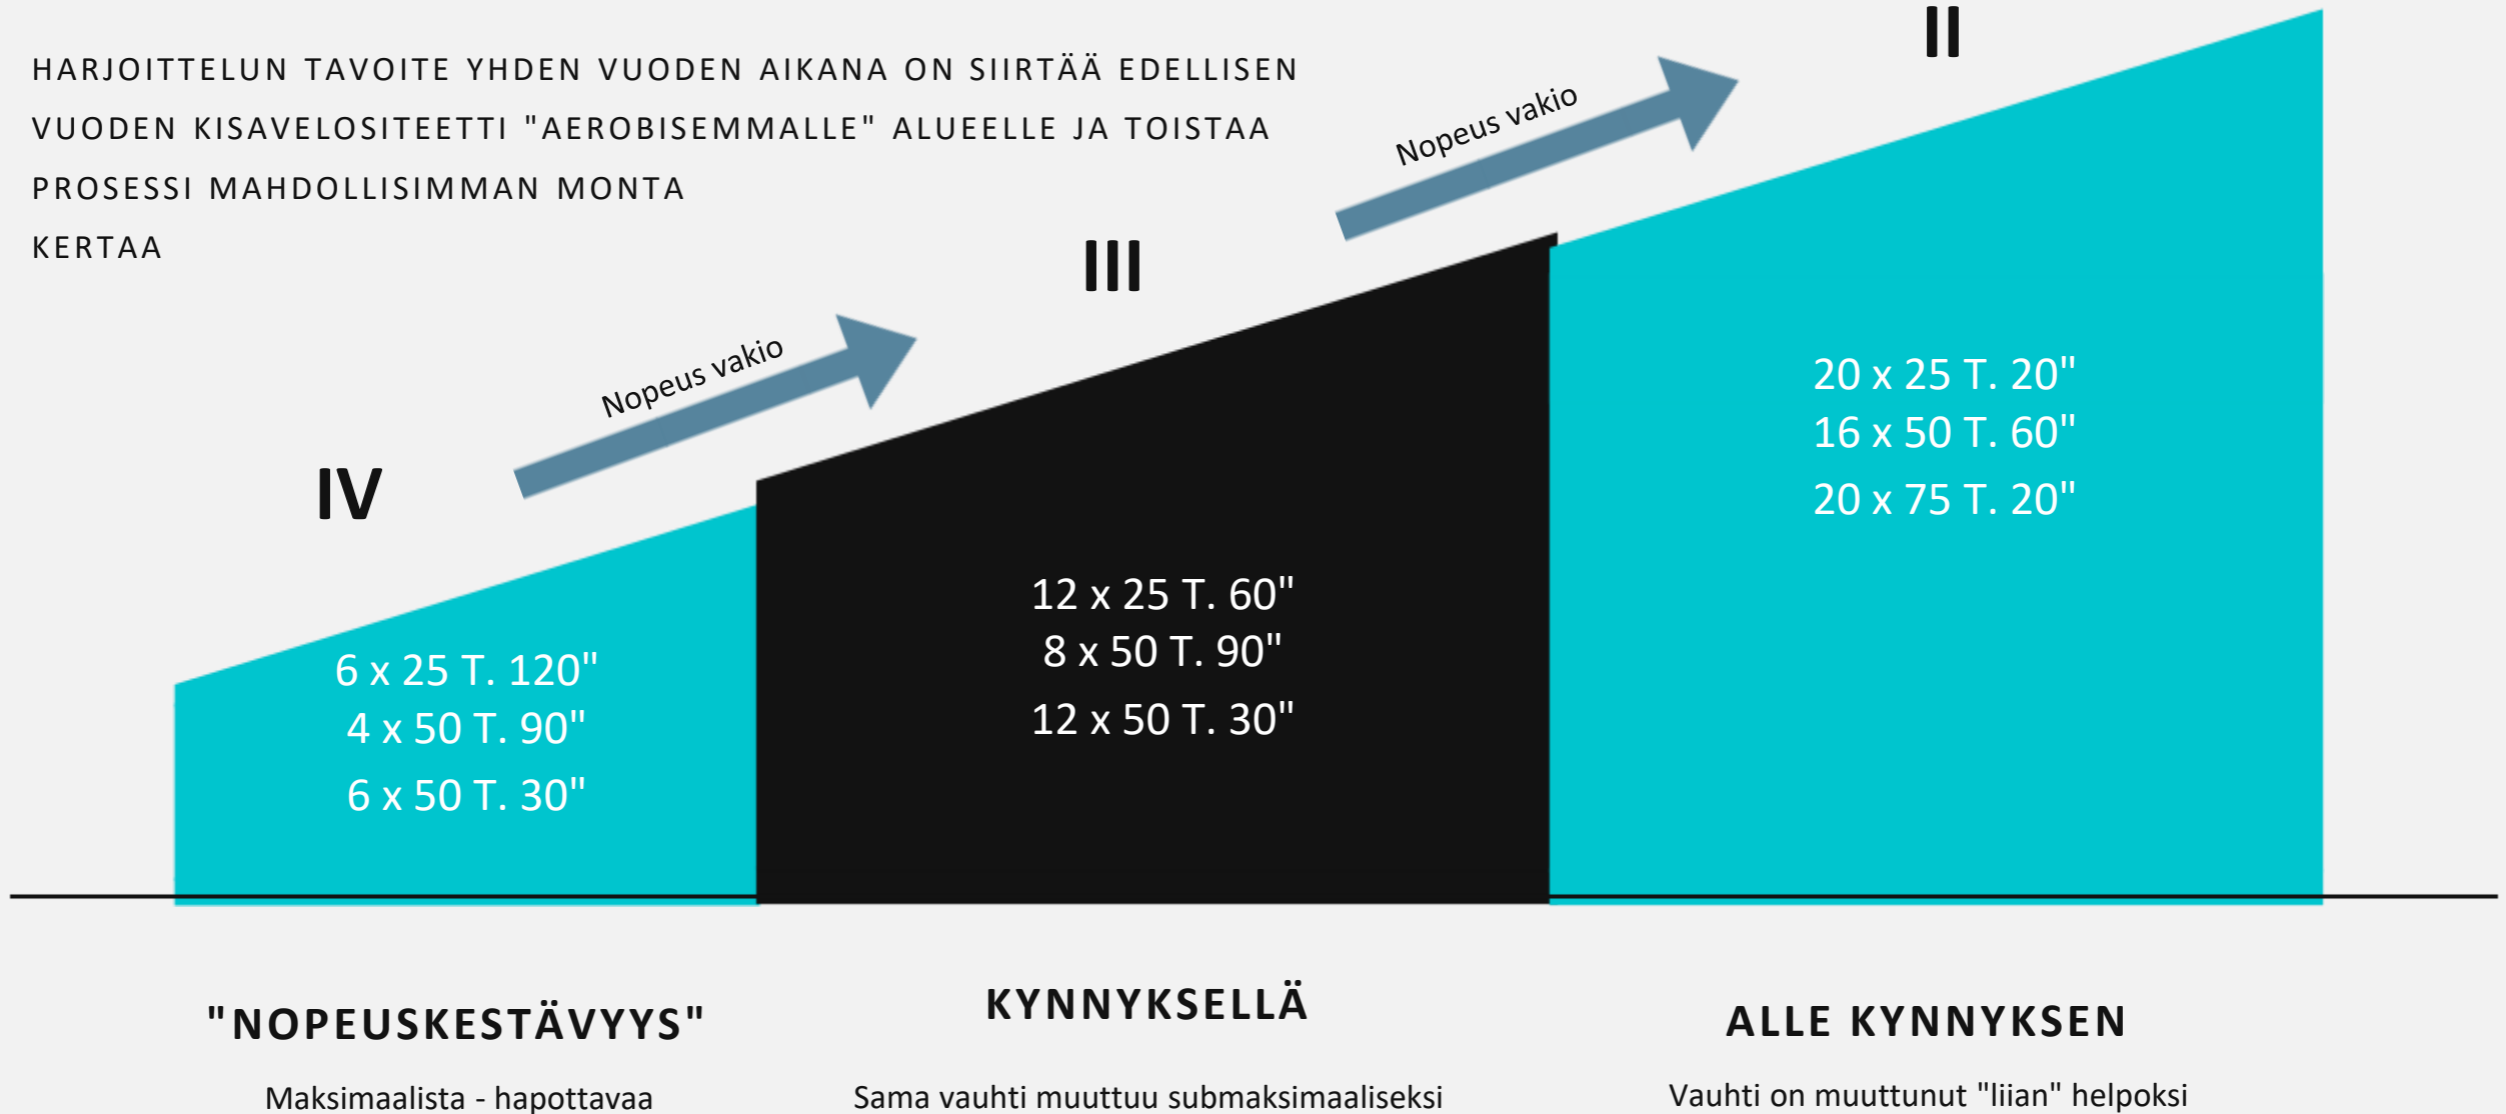 HARJOITTELUN TAVOITE YHDEN VUODEN AIKANA ON SIIRTÄÄ EDELLISEN
VUODEN KISAVELOSITEETTI "AEROBISEMMALLE" ALUEELLE JA TOISTAA
PROSESSI MAHDOLLISIMMAN MONTA
KERTAA
IV
Nopeus vakio
III
Nopeus vakio
II
6 x 25 T. 120"
4 x 50 T. 90"
6 x 50 T. 30"
12 x 25 T. 60"
8 x 50 T. 90"
12 x 50 T. 30"
20 x 25 T. 20"
16 x 50 T. 60"
20 x 75 T. 20"
"NOPEUSKESTÄVYYS"
Maksimaalista - hapottavaa
KYNNYKSELLÄ
Sama vauhti muuttuu submaksimaaliseksi
ALLE KYNNYKSEN
Vauhti on muuttunut "liian" helpoksi